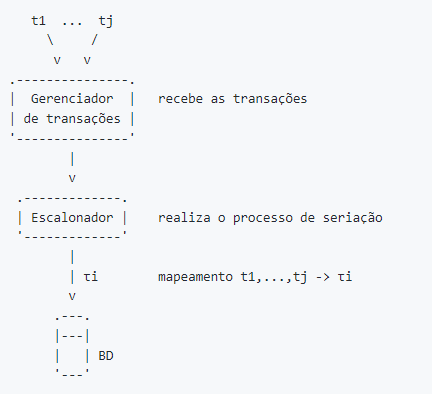 t1 ... tj
Gerenciador recebe as transações
de transações
Escalonador realiza o processo de seriação
τi mapeamento t1,...,tj -> τi
BD